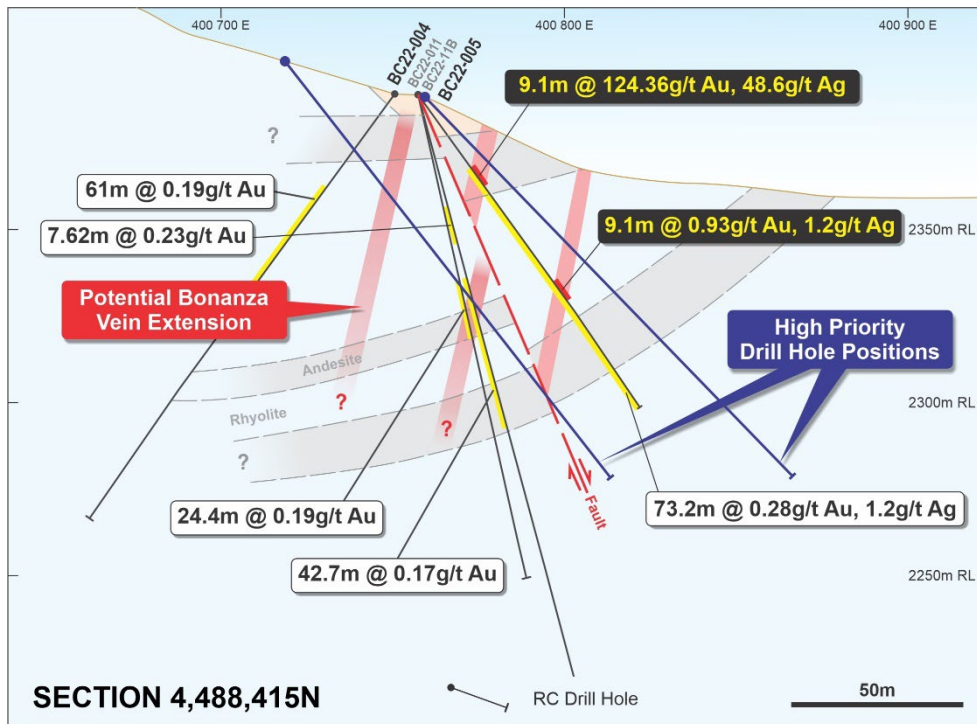 400 700 E
400 800 E
400 900 E
BC22-004
BC22-011
BC22-11B
BC22-005
9.1m @ 124.36g/t Au, 48.6g/t Ag
?
61m @ 0.19g/t Au
7.62m @ 0.23g/t Au
9.1m @ 0.93g/t Au, 1.2g/t Ag
2350m RL
Potential Bonanza
Vein Extension
High Priority
Drill Hole Positions
Andesite
?
2300m RL
Rhyolite
?
?
Fault
24.4m @ 0.19g/t Au
73.2m @ 0.28g/t Au, 1.2g/t Ag
42.7m @ 0.17g/t Au
2250m RL
SECTION 4,488,415N
RC Drill Hole
50m